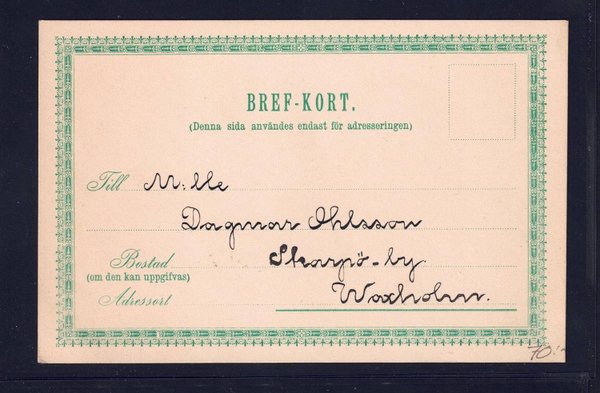 BREF-KORT.
(Denna sida användes endast för adresseringen)
Till M:lle
Dagmar Ohlsson
Bostad Skarpö-by
(om den kan uppgifvas)
Adressort Waxholm.
70:-